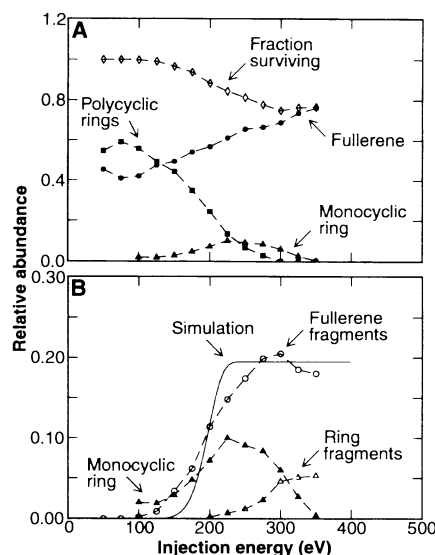 A
1.2
Fraction
surviving
0.8
Polycyclic
rings
Fullerene
0.4
Monocyclic
ring
0.0
Relative abundance
B
0.30
Fullerene
fragments
Simulation
0.20
Ring
fragments
0.10
Monocyclic
ring
0.00
0 100 200 300 400 500
Injection energy (eV)